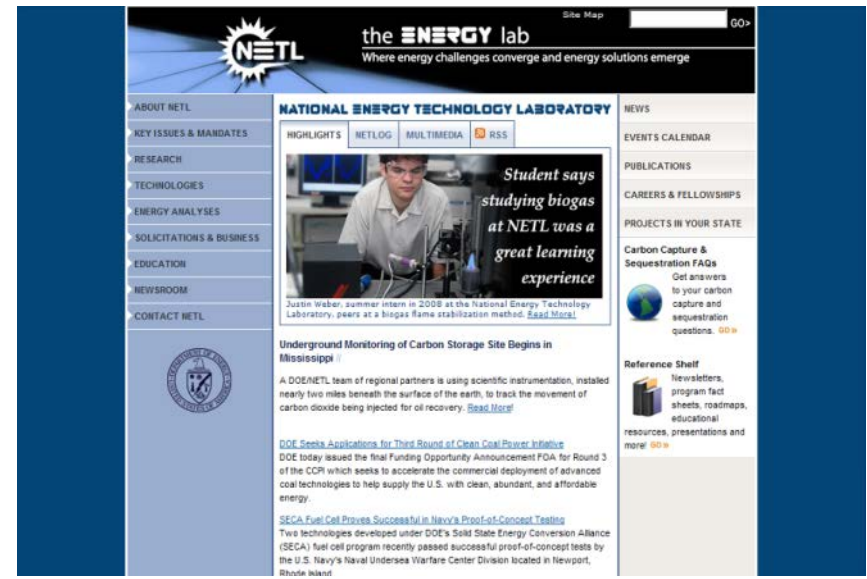 Site Map
GO>
NETL
the ENERGY lab
Where energy challenges converge and energy solutions emerge
ABOUT NETL
KEY ISSUES & MANDATES
RESEARCH
TECHNOLOGIES
ENERGY ANALYSES
SOLICITATIONS & BUSINESS
EDUCATION
NEWSROOM
CONTACT NETL
NATIONAL ENERGY TECHNOLOGY LABORATORY
HIGHLIGHTS NETLOG MULTIMEDIA RSS
Student says
studying biogas
at NETL was a
great learning
experience
Justin Weber, summer intern in 2008 at the National Energy Technology
Laboratory, peers at a biogas flame stabilization method. Read More!
Underground Monitoring of Carbon Storage Site Begins in
Mississippi //
A DOE/NETL team of regional partners is using scientific instrumentation, installed
nearly two miles beneath the surface of the earth, to track the movement of
carbon dioxide being injected for oil recovery. Read More!
DOE Seeks Applications for Third Round of Clean Coal Power Initiative
DOE today issued the final Funding Opportunity Announcement FOA for Round 3
of the CCPI which seeks to accelerate the commercial deployment of advanced
coal technologies to help supply the U.S. with clean, abundant, and affordable
energy.
SECA Fuel Cell Proves Successful in Navy's Proof-of-Concept Testing
Two technologies developed under DOE's Solid State Energy Conversion Alliance
(SECA) fuel cell program recently passed successful proof-of-concept tests by
the U.S. Navy's Naval Undersea Warfare Center Division located in Newport,
Rhode Island.
NEWS
EVENTS CALENDAR
PUBLICATIONS
CAREERS & FELLOWSHIPS
PROJECTS IN YOUR STATE
Carbon Capture &
Sequestration FAQs
Get answers
to your carbon
capture and
sequestration
questions. GO »
Reference Shelf
Newsletters,
program fact
sheets, roadmaps,
educational
resources, presentations and
more! GO »